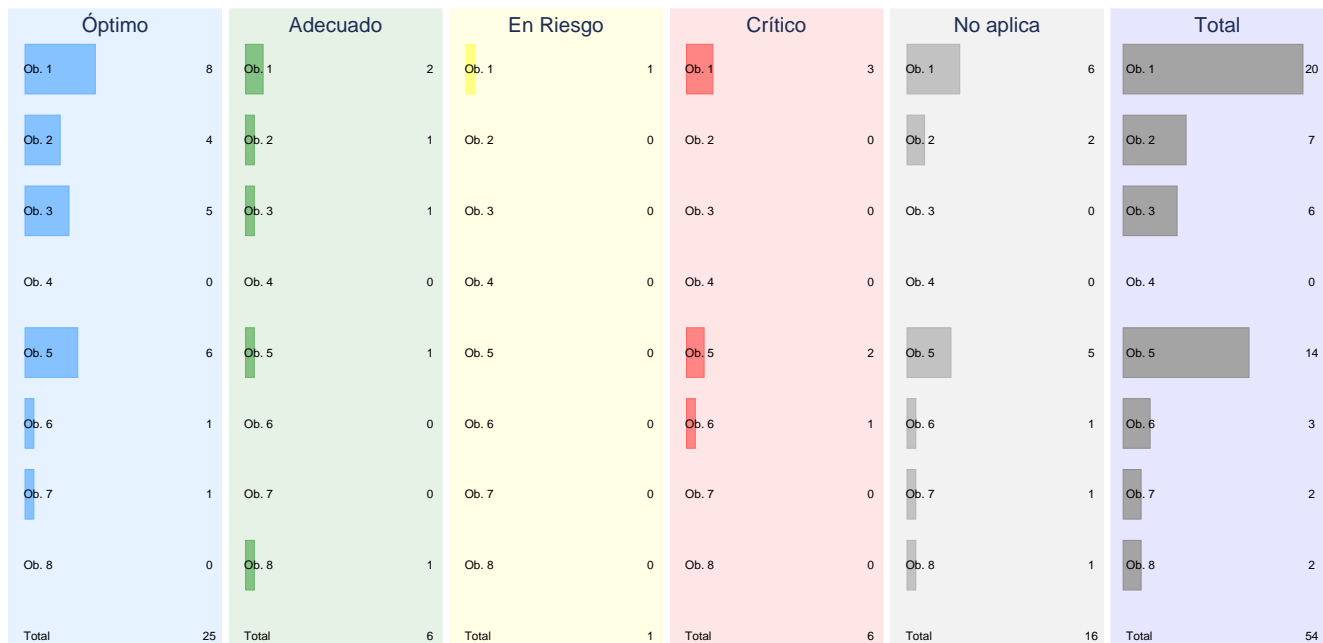 Óptimo Adecuado En Riesgo Crítico No aplica Total
Ob. 1 8 Ob. 1 2 Ob. 1 1 Ob. 1 3 Ob. 1 6 Ob. 1 20
Ob. 2 4 Ob. 2 1 Ob. 2 0 Ob. 2 0 Ob. 2 2 Ob. 2 7
Ob. 3 5 Ob. 3 1 Ob. 3 0 Ob. 3 0 Ob. 3 0 Ob. 3 6
Ob. 4 0 Ob. 4 0 Ob. 4 0 Ob. 4 0 Ob. 4 0 Ob. 4 0
Ob. 5 6 Ob. 5 1 Ob. 5 0 Ob. 5 2 Ob. 5 5 Ob. 5 14
Ob. 6 1 Ob. 6 0 Ob. 6 0 Ob. 6 1 Ob. 6 1 Ob. 6 3
Ob. 7 1 Ob. 7 0 Ob. 7 0 Ob. 7 0 Ob. 7 1 Ob. 7 2
Ob. 8 0 Ob. 8 1 Ob. 8 0 Ob. 8 0 Ob. 8 1 Ob. 8 2
Total 25 Total 6 Total 1 Total 6 Total 16 Total 54